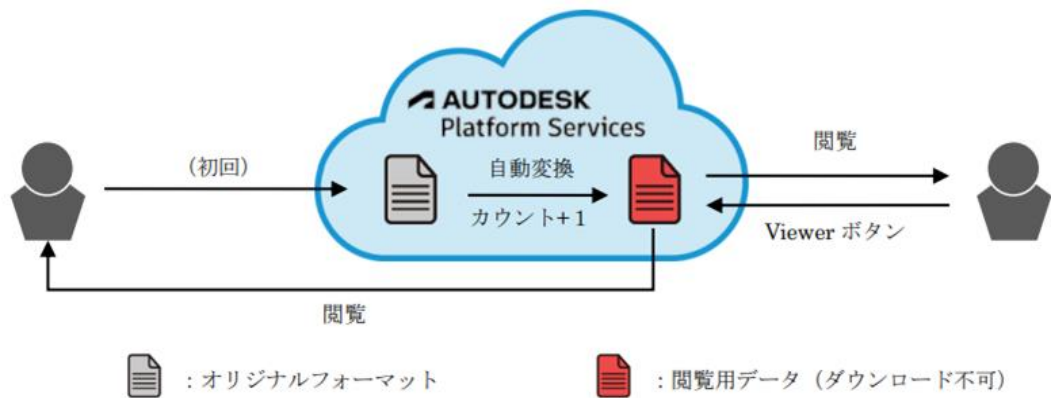 AUTODESK
Platform Services
(初回)
自動変換
カウント+1
閲覧
Viewer ボタン
閲覧
：オリジナルフォーマット
：閲覧用データ（ダウンロード不可）